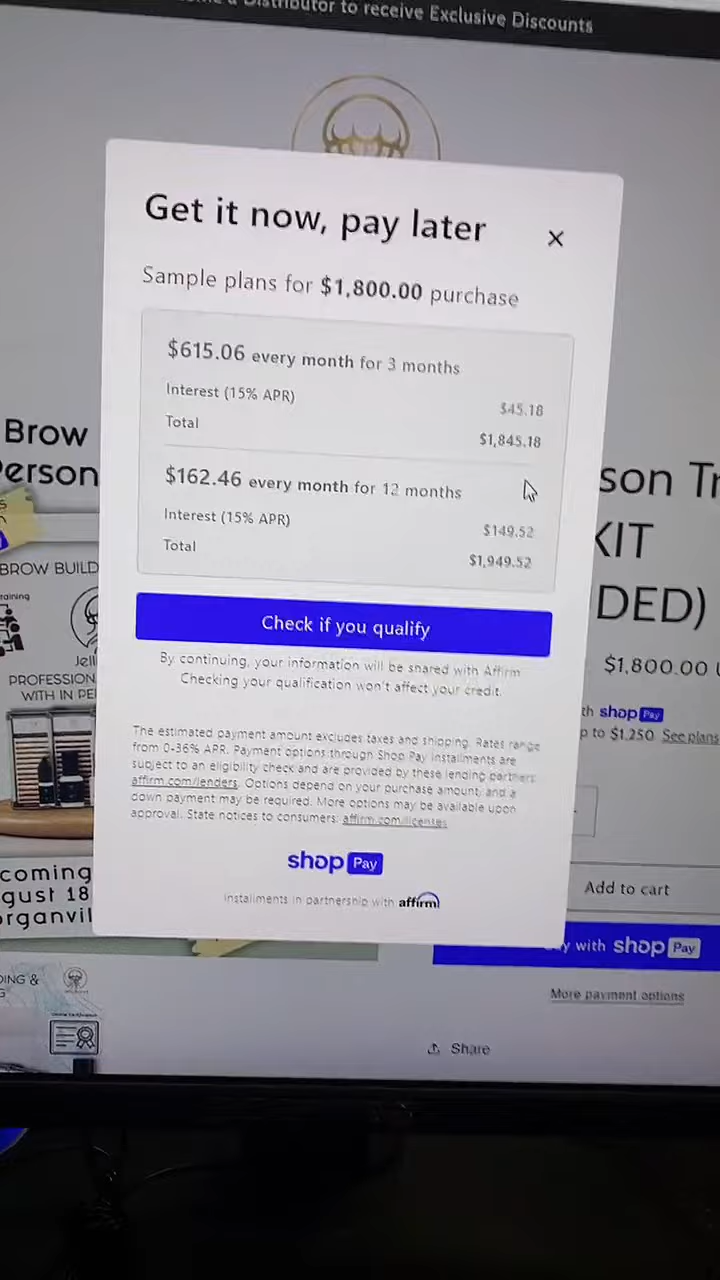 Distributor to receive Exclusive Discounts
Get it now, pay later
Sample plans for $1,800.00 purchase
$615.06 every month for 3 months
Interest (15% APR)
$45.18
Total
$1,845.18
$162.46 every month for 12 months
Interest (15% APR)
$149.52
Total
$1,949.52
Check if you qualify
By continuing, your information will be shared with Affirm
Checking your qualification won't affect your credit.
The estimated payment amount excludes taxes and shipping. Rates range
from 0-36% APR. Payment options through Shop Pay Installments are
subject to an eligibility check and are provided by these lending partners:
affirm.com/lenders. Options depend on your purchase amount, and a
down payment may be required. More options may be available upon
approval. State notices to consumers: affirm.com/licenses
shop Pay
Installments in partnership with affirm
Brow
erson
BROW BUILD
raining
Jell
PROFESSION
WITH IN PE
coming
gust 18
organvil
ING &
G
son Tr
KIT
DED)
$1,800.00 U
th shop Pay
p to $1,250 See plans
Add to cart
y with shop Pay
More payment options
Share